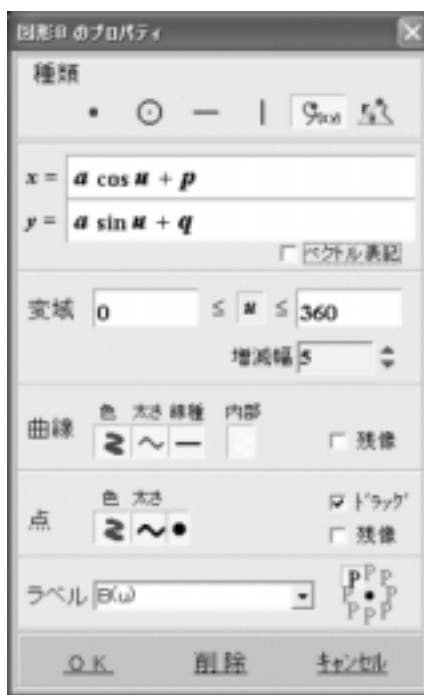 図形0 のプロパティ
種類
x = a cos u + p
y = a sin u + q
ベクトル表記
変域 0 ≤ u ≤ 360
増減幅 5
色 太さ 線種 内部
曲線 残像
色 太さ ドラッグ
点 残像
ラベル
P P P
P P
P P P
OK 削除 キャンセル